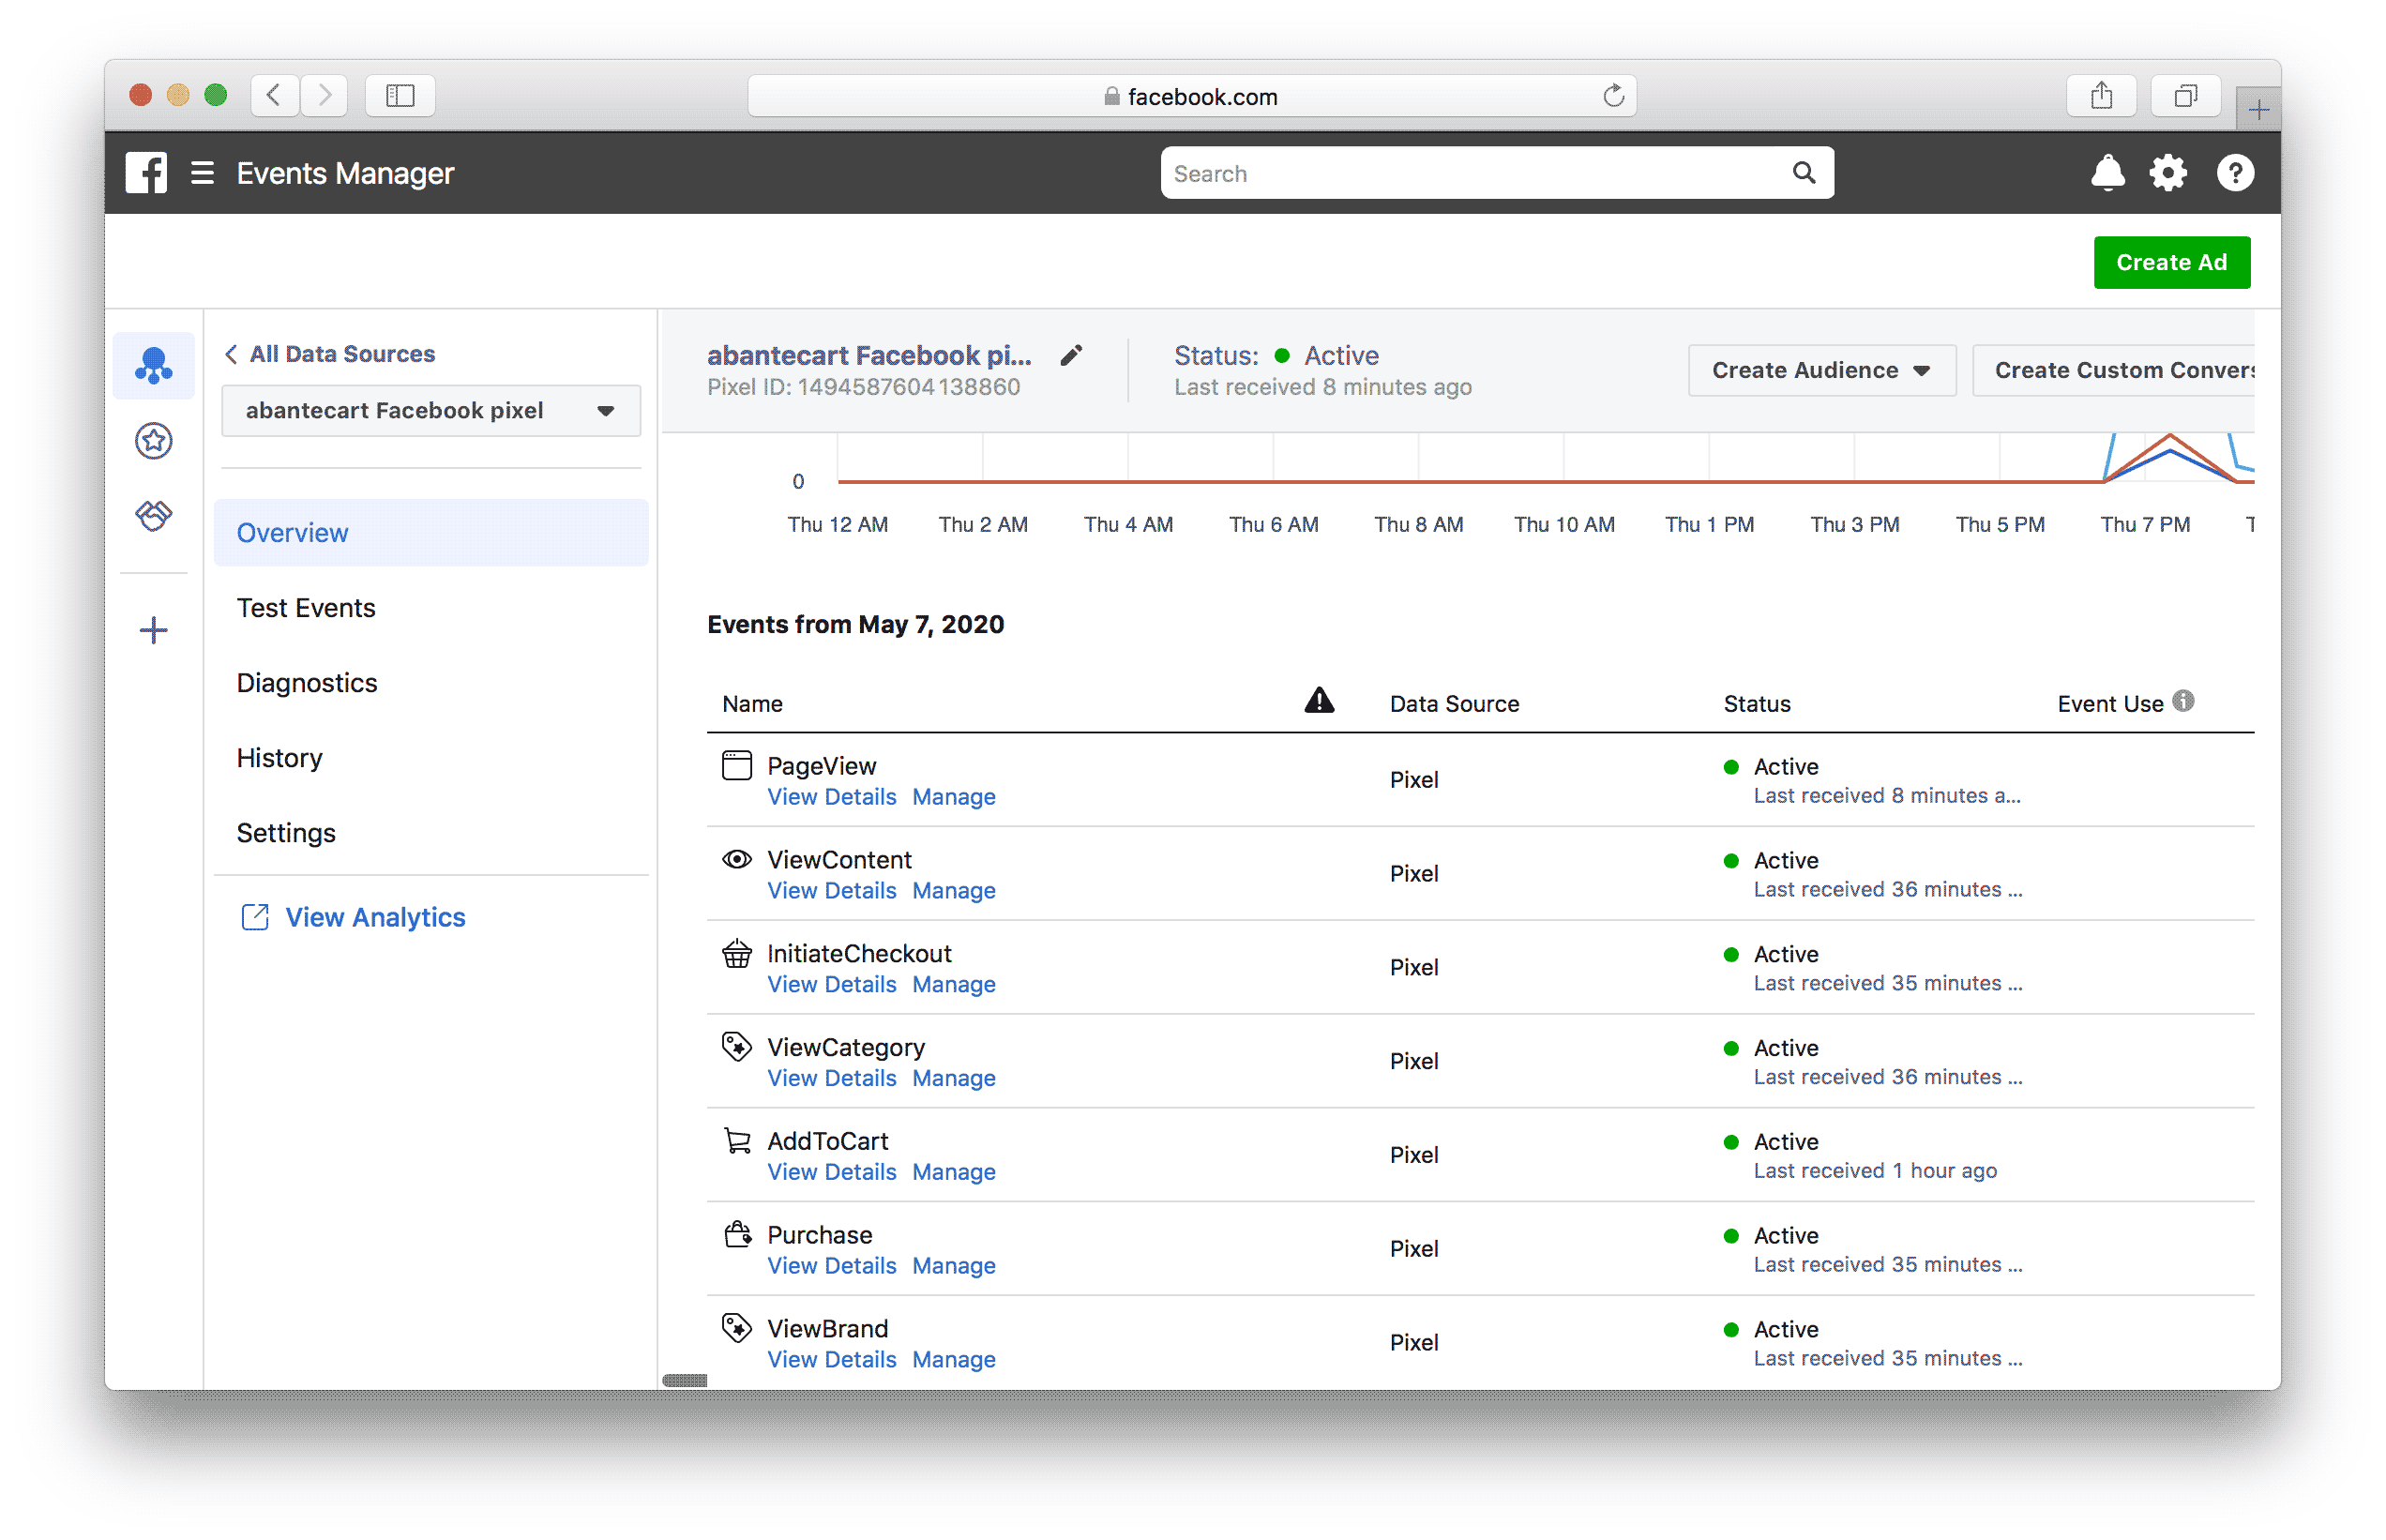 facebook.com
Events Manager
Search
Create Ad
All Data Sources
abantecart Facebook pixel
Overview
Test Events
Diagnostics
History
Settings
View Analytics
abantecart Facebook pi...
Pixel ID: 1494587604138860
Status: Active
Last received 8 minutes ago
Create Audience
Create Custom Convers
0
Thu 12 AM Thu 2 AM Thu 4 AM Thu 6 AM Thu 8 AM Thu 10 AM Thu 1 PM Thu 3 PM Thu 5 PM Thu 7 PM T
Events from May 7, 2020
Name Data Source Status Event Use
PageView
View Details Manage
Pixel
Active
Last received 8 minutes a...
ViewContent
View Details Manage
Pixel
Active
Last received 36 minutes ...
InitiateCheckout
View Details Manage
Pixel
Active
Last received 35 minutes ...
ViewCategory
View Details Manage
Pixel
Active
Last received 36 minutes ...
AddToCart
View Details Manage
Pixel
Active
Last received 1 hour ago
Purchase
View Details Manage
Pixel
Active
Last received 35 minutes ...
ViewBrand
View Details Manage
Pixel
Active
Last received 35 minutes ...